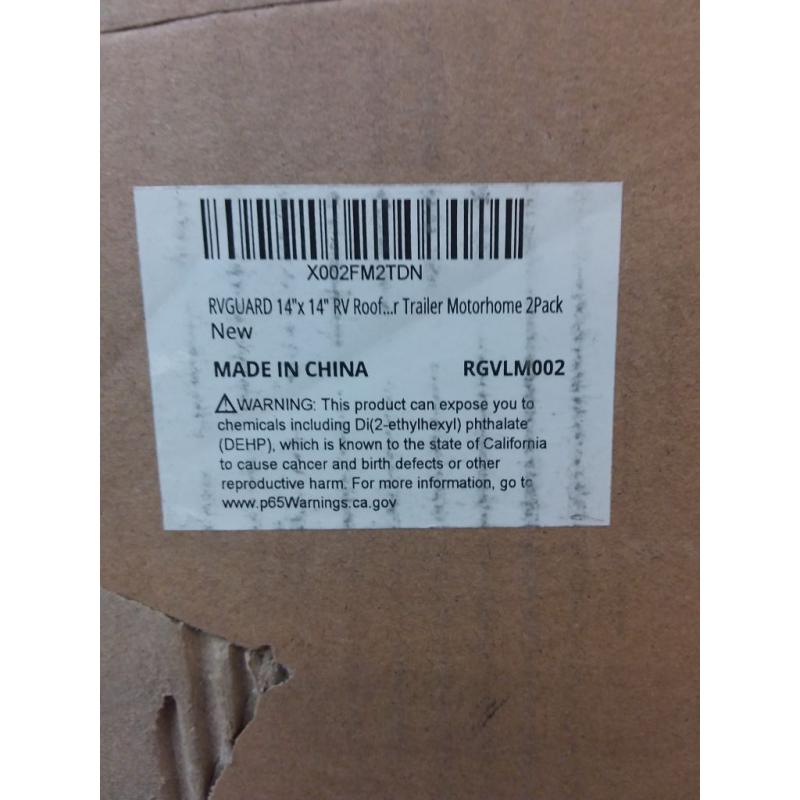 X002FM2TDN
RVGUARD 14"x 14" RV Roof...r Trailer Motorhome 2Pack
New
MADE IN CHINA RGVLM002
⚠WARNING: This product can expose you to
chemicals including Di(2-ethylhexyl) phthalate
(DEHP), which is known to the state of California
to cause cancer and birth defects or other
reproductive harm. For more information, go to
www.p65Warnings.ca.gov